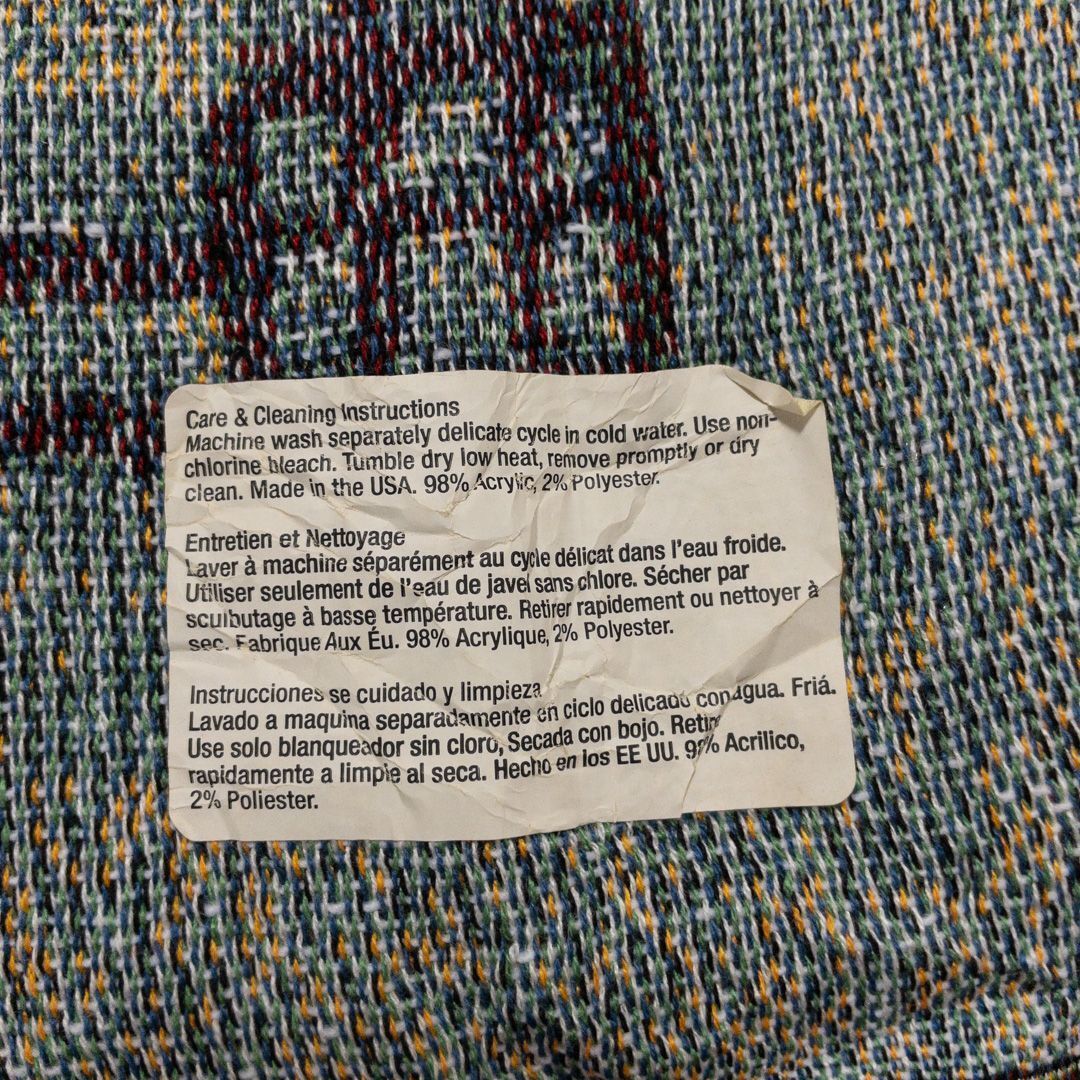 Care & Cleaning Instructions
Machine wash separately delicate cycle in cold water. Use non-
chlorine bleach. Tumble dry low heat, remove promptly or dry
clean. Made in the USA. 98% Acrylic, 2% Polyester.
Entretien et Nettoyage
Laver à machine séparément au cycle délicat dans l'eau froide.
Utiliser seulement de l'eau de javel sans chlore. Sécher par
sculbutage à basse température. Retirer rapidement ou nettoyer à
sec. Fabrique Aux Éu. 98% Acrylique, 2% Polyester.
Instrucciones se cuidado y limpieza
Lavado a maquina separadamente en ciclo delicado con agua. Friá.
Use solo blanqueador sin cloro, Secada con bojo. Retire
rapidamente a limpie al seca. Hecho en los EE UU. 98% Acrilico,
2% Poliester.